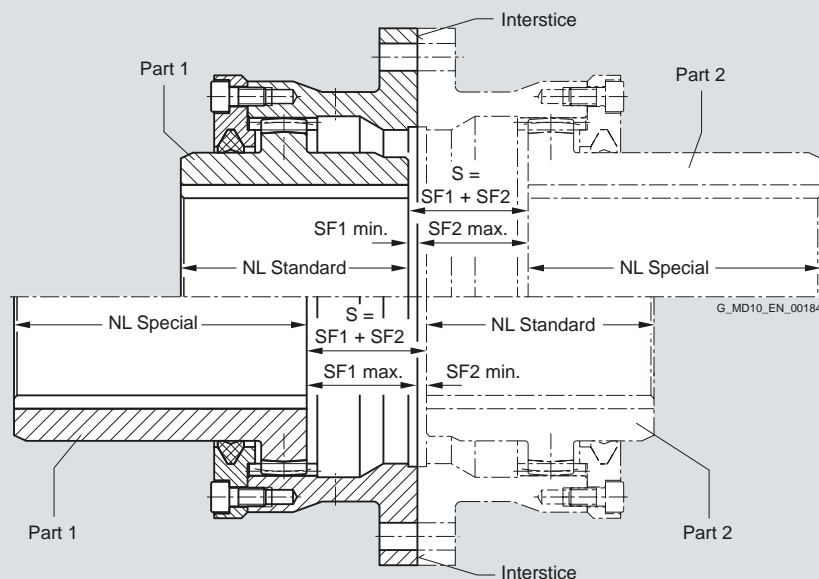 Interstice
Part 1
Part 2
S =
SF1 + SF2
SF1 min.
SF2 max.
NL Standard
NL Special
G_MD10_EN_00184
NL Special
S =
SF1 + SF2
NL Standard
SF1 max.
SF2 min.
Part 1
Part 2
Interstice